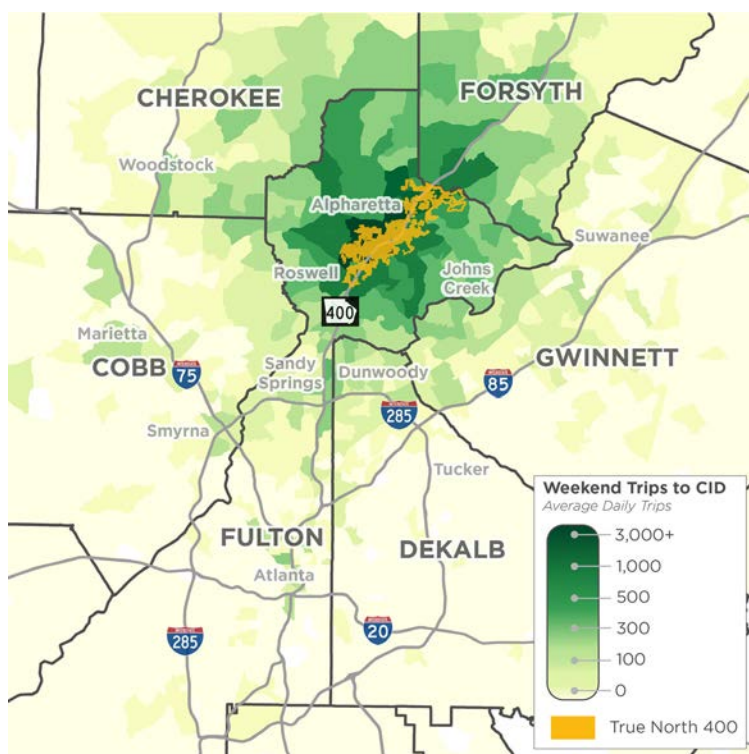 CHEROKEE
FORSYTH
Woodstock
Alpharetta
Suwanee
Roswell
Johns
Creek
400
Marietta
COBB
75
Sandy
Springs
Dunwoody
GWINNETT
85
285
Smyrna
Tucker
FULTON
DEKALB
Atlanta
285
20
Weekend Trips to CID
Average Daily Trips
3,000+
1,000
500
300
100
0
True North 400